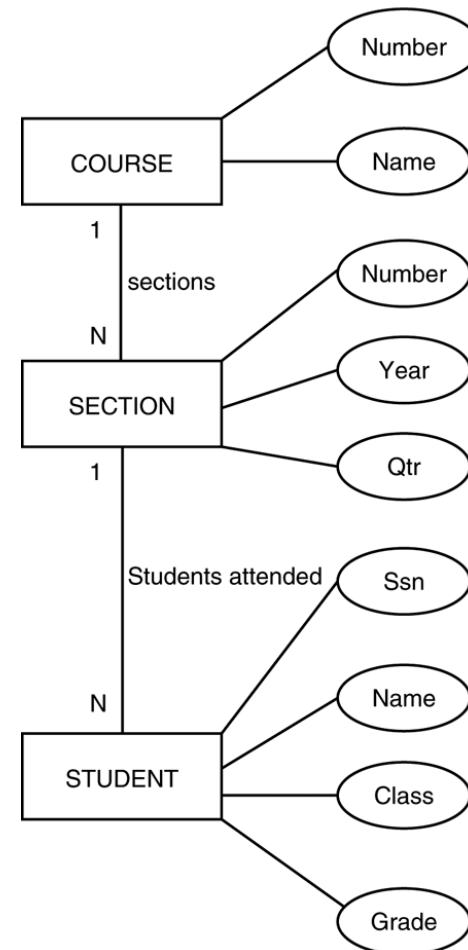 Number
COURSE
Name
1
sections
Number
N
Year
SECTION
Qtr
1
Students attended
Ssn
N
Name
STUDENT
Class
Grade